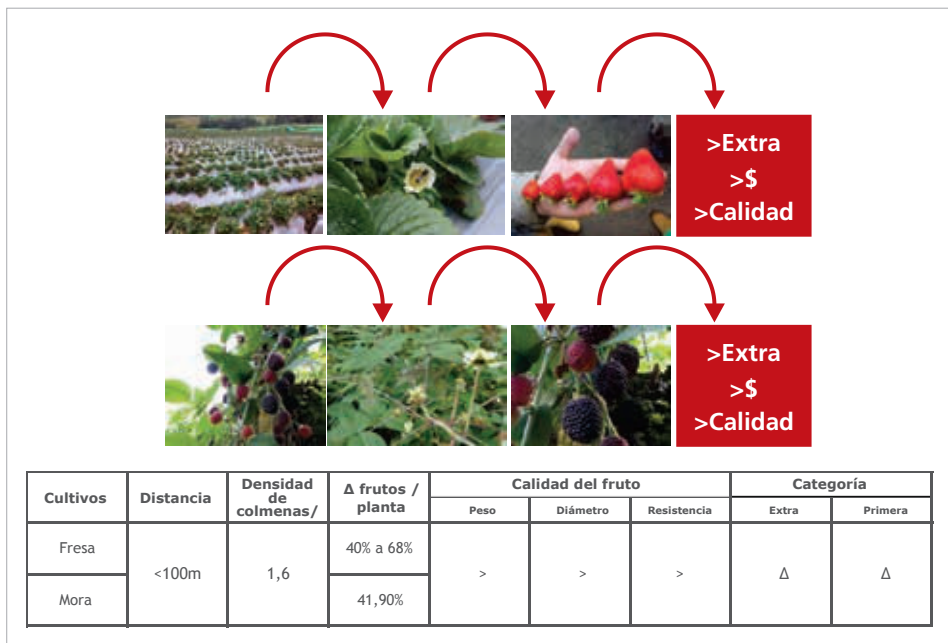 >Extra
>$
>Calidad
>Extra
>$
>Calidad
Cultivos
Distancia
Densidad
de
colmenas/
Δ frutos /
planta
Calidad del fruto
Categoría
Peso
Diámetro
Resistencia
Extra
Primera
Fresa
<100m
1,6
40% a 68%
>
>
>
Δ
Δ
Mora
41,90%